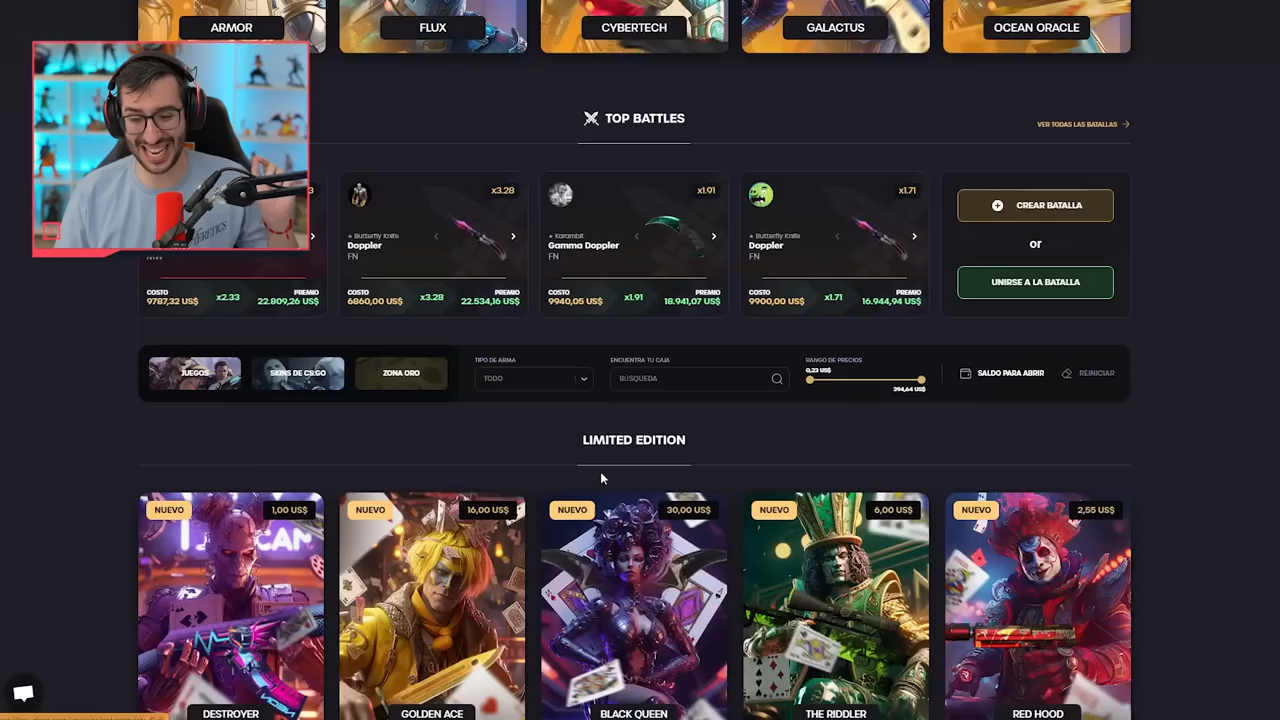 ARMOR
FLUX
CYBERTECH
GALACTUS
OCEAN ORACLE
TOP BATTLES
VER TODAS LAS BATALLAS
x3.28
★ Butterfly Knife
Doppler
FN
x1.91
★ Karambit
Gamma Doppler
FN
x1.71
★ Butterfly Knife
Doppler
FN
CREAR BATALLA
or
UNIRSE A LA BATALLA
COSTO
PREMIO
9787,32 US$ x2.33 22.809,26 US$
COSTO
PREMIO
6860,00 US$ x3.28 22.534,16 US$
COSTO
PREMIO
9940,05 US$ x1.91 18.941,07 US$
COSTO
PREMIO
9900,00 US$ x1.71 16.944,94 US$
JUEGOS
SKINS DE CS:GO
ZONA ORO
TIPO DE ARMA
TODO
ENCUENTRA TU CAJA
BÚSQUEDA
RANGO DE PRECIOS
0,23 US$
394,64 US$
SALDO PARA ABRIR
REINICIAR
LIMITED EDITION
NUEVO 1,00 US$
NUEVO 16,00 US$
NUEVO 30,00 US$
NUEVO 6,00 US$
NUEVO 2,55 US$
DESTROYER
GOLDEN ACE
BLACK QUEEN
THE RIDDLER
RED HOOD